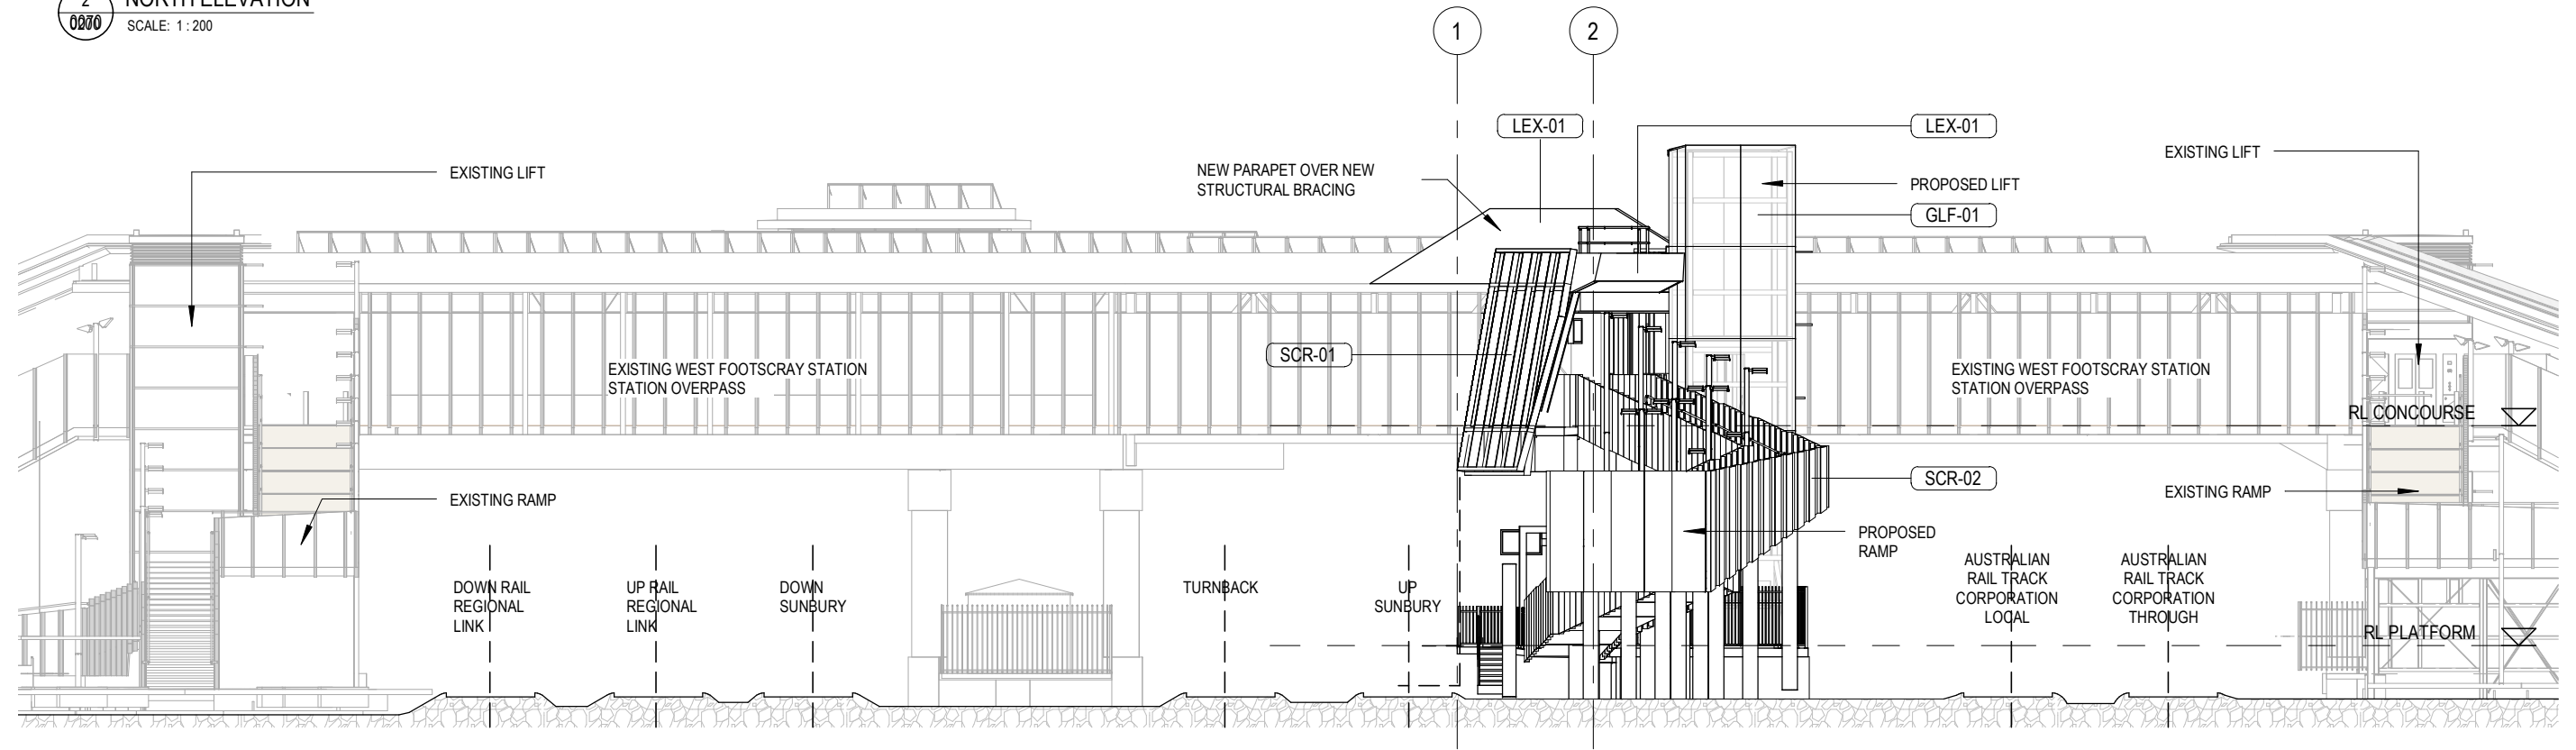 2
NORTH ELEVATION
SCALE: 1 : 200
1
2
LEX-01
LEX-01
EXISTING LIFT
NEW PARAPET OVER NEW
STRUCTURAL BRACING
EXISTING LIFT
PROPOSED LIFT
GLF-01
SCR-01
EXISTING WEST FOOTSCRAY STATION
STATION OVERPASS
EXISTING WEST FOOTSCRAY STATION
STATION OVERPASS
RL CONCOURSE
SCR-02
EXISTING RAMP
EXISTING RAMP
PROPOSED
RAMP
DOWN RAIL
REGIONAL
LINK
UP RAIL
REGIONAL
LINK
DOWN
SUNBURY
TURNBACK
UP
SUNBURY
AUSTRALIAN
RAIL TRACK
CORPORATION
LOCAL
AUSTRALIAN
RAIL TRACK
CORPORATION
THROUGH
RL PLATFORM